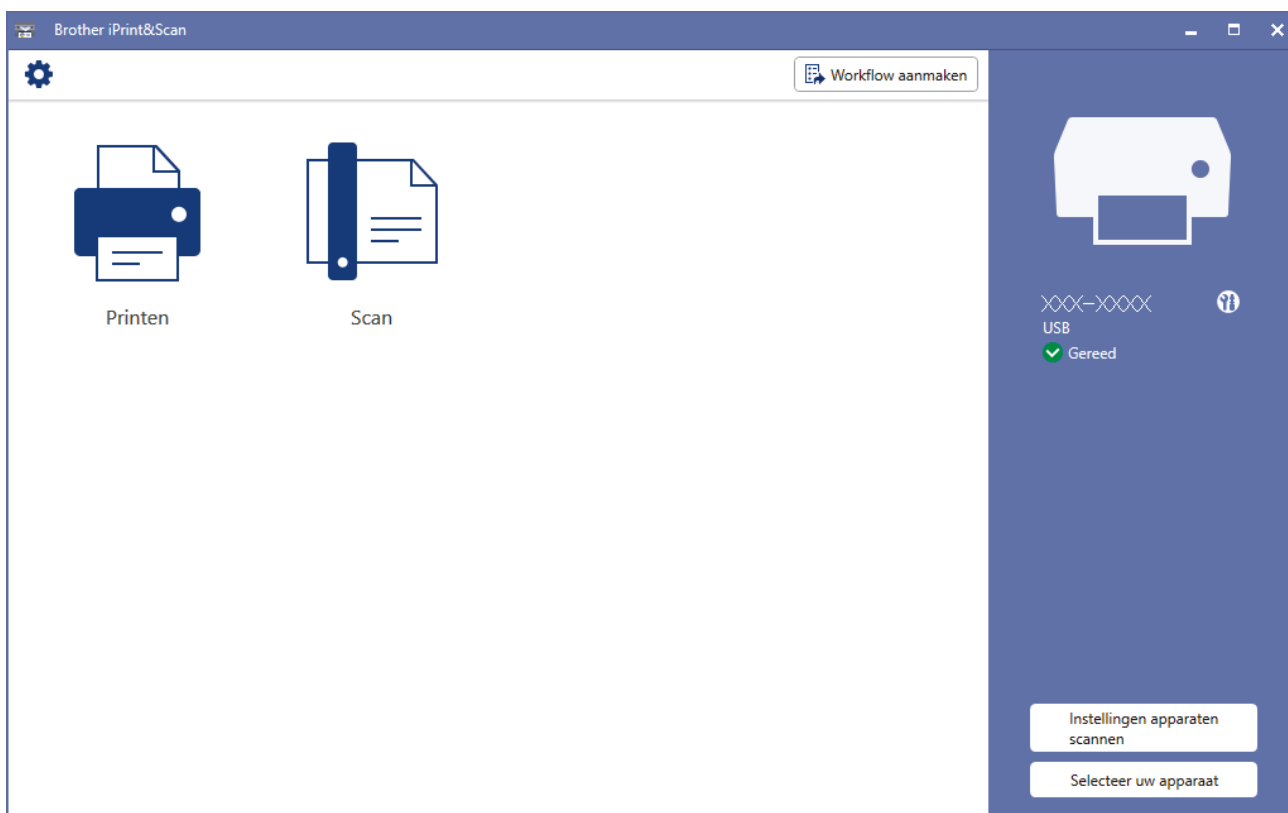 Brother iPrint&Scan
Workflow aanmaken
Printen
Scan
XXX-XXXX
USB
Gereed
Instellingen apparaten
scannen
Selecteer uw apparaat